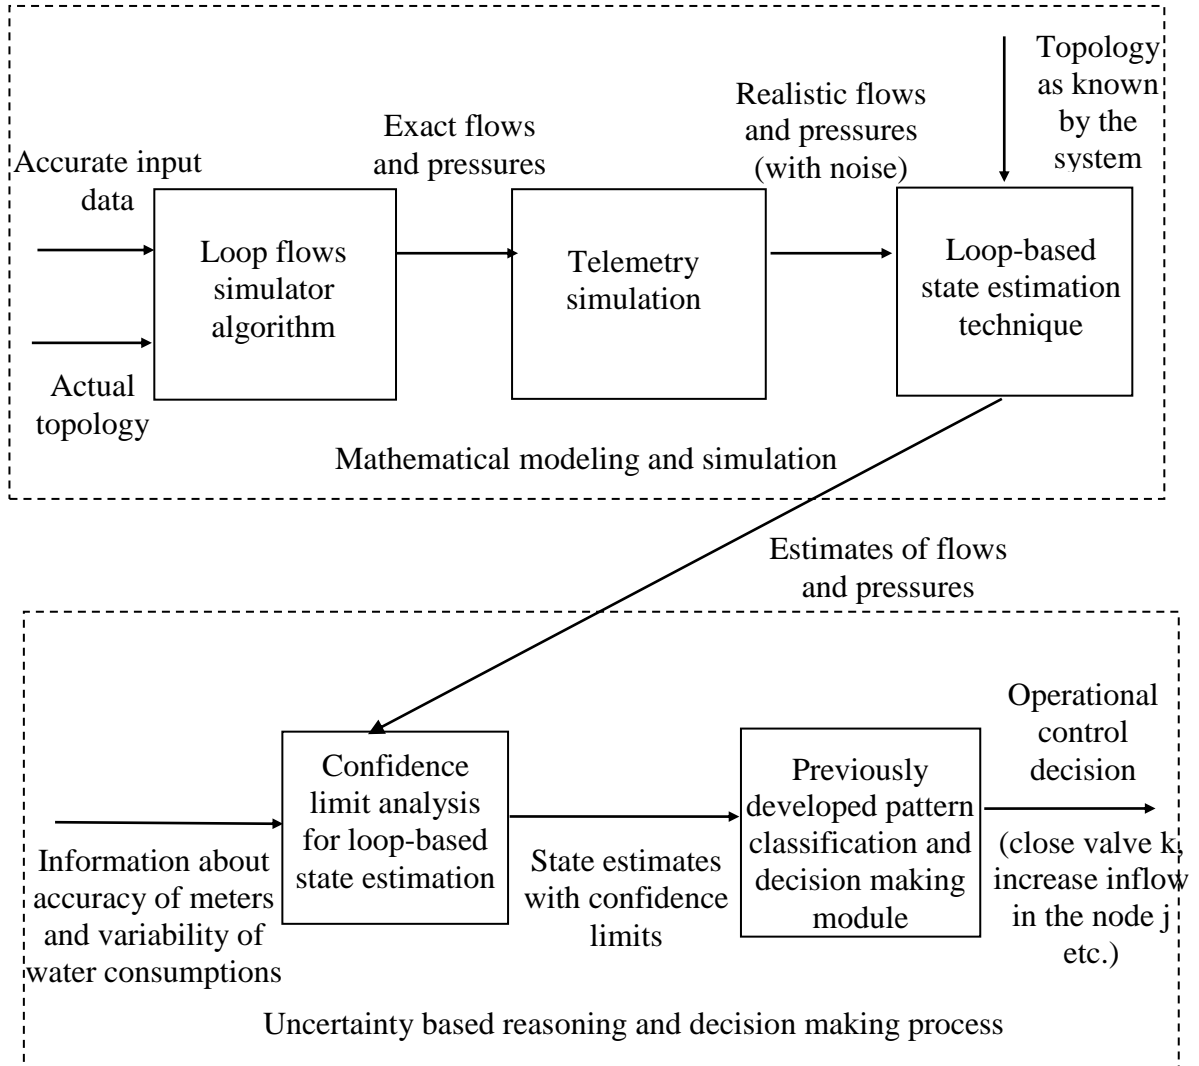 Accurate input
data
Actual
topology
Loop flows
simulator
algorithm
Exact flows
and pressures
Telemetry
simulation
Realistic flows
and pressures
(with noise)
Topology
as known
by the
system
Loop-based
state estimation
technique
Mathematical modeling and simulation
Estimates of flows
and pressures
Information about
accuracy of meters
and variability of
water consumptions
Confidence
limit analysis
for loop-based
state estimation
State estimates
with confidence
limits
Previously
developed pattern
classification and
decision making
module
Operational
control
decision
(close valve k,
increase inflow
in the node j
etc.)
Uncertainty based reasoning and decision making process